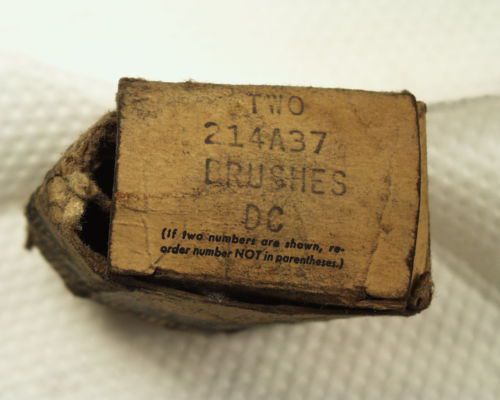 TWO
214A37
BRUSHES
DC
(If two numbers are shown, re-
order number NOT in parentheses.)